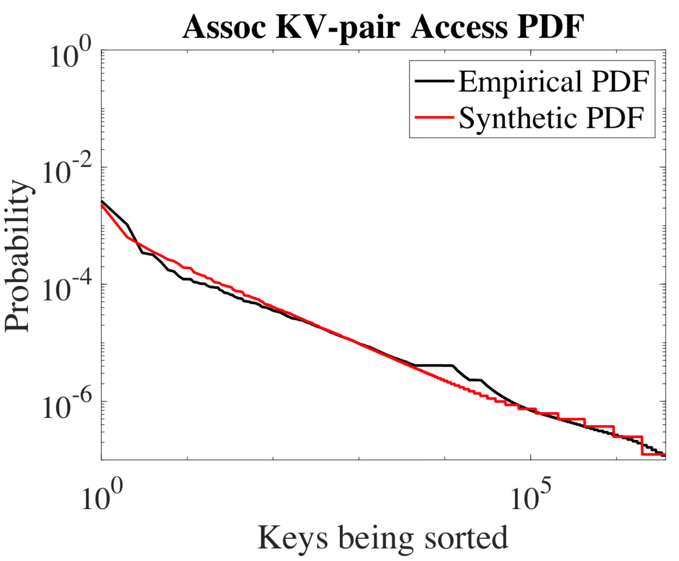 Assoc KV-pair Access PDF
10^0
Empirical PDF
Synthetic PDF
10^-2
Probability
10^-4
10^-6
10^0 10^5
Keys being sorted